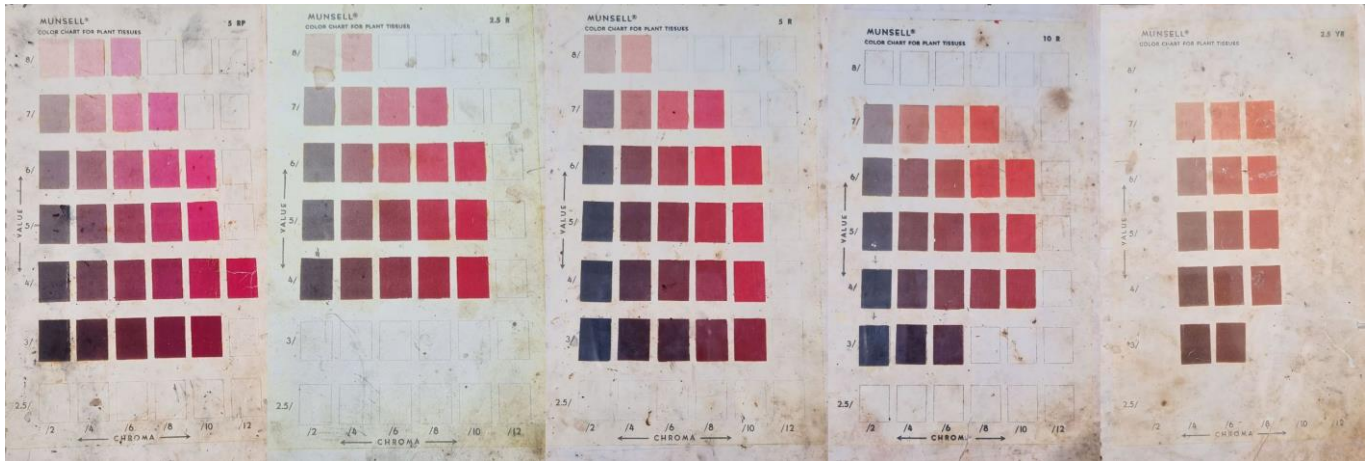 MUNSELL® 5 RP
COLOR CHART FOR PLANT TISSUES
8/
7/
6/
5/
4/
3/
2.5/
VALUE
/2 /4 /6 /8 /10 /12
CHROMA
MUNSELL® 2.5 R
COLOR CHART FOR PLANT TISSUES
8/
7/
6/
5/
4/
3/
2.5/
VALUE
/2 /4 /6 /8 /10 /12
CHROMA
MUNSELL® 5 R
COLOR CHART FOR PLANT TISSUES
8/
7/
6/
5/
4/
3/
2.5/
VALUE
/2 /4 /6 /8 /10 /12
CHROMA
MUNSELL® 10 R
COLOR CHART FOR PLANT TISSUES
8/
7/
6/
5/
4/
3/
2.5/
VALUE
/2 /4 /6 /8 /10 /12
CHROM
MUNSELL® 2.5 YR
COLOR CHART FOR PLANT TISSUES
8/
7/
6/
5/
4/
3/
2.5/
VALUE
/4 /6 /8 /10 /12
CHROMA